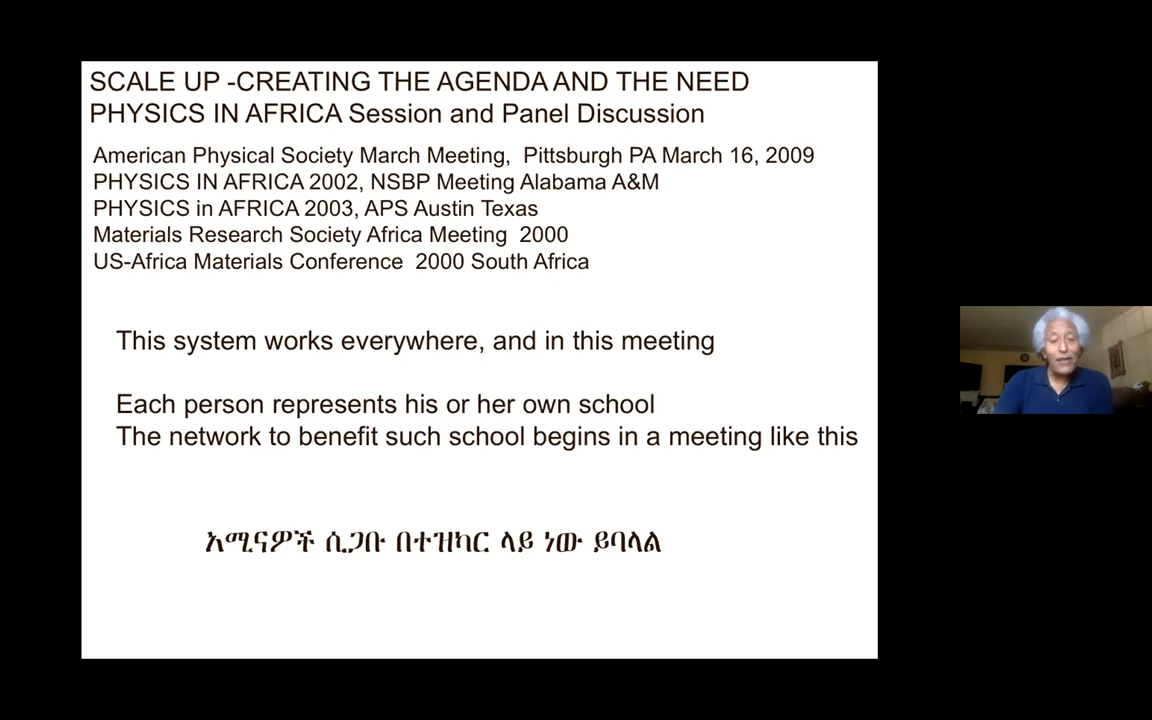 SCALE UP -CREATING THE AGENDA AND THE NEED
PHYSICS IN AFRICA Session and Panel Discussion
American Physical Society March Meeting,  Pittsburgh PA March 16, 2009
PHYSICS IN AFRICA 2002, NSBP Meeting Alabama A&M
PHYSICS in AFRICA 2003, APS Austin Texas
Materials Research Society Africa Meeting  2000
US-Africa Materials Conference  2000 South Africa
This system works everywhere, and in this meeting
Each person represents his or her own school
The network to benefit such school begins in a meeting like this
አሚናዎች ሲጋቡ በተዝካር ላይ ነው ይባላል